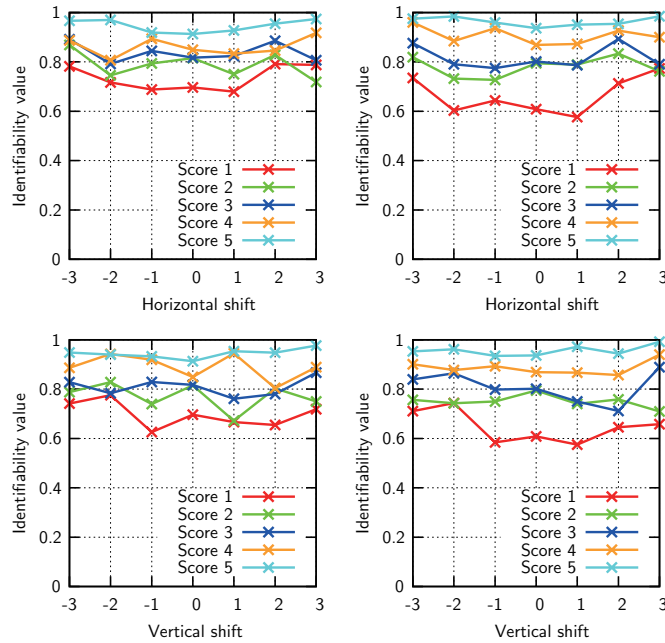 1
0.8
0.6
0.4
0.2
0
Identifiability value
Score 1
Score 2
Score 3
Score 4
Score 5
-3 -2 -1 0 1 2 3
Horizontal shift
1
0.8
0.6
0.4
0.2
0
Identifiability value
Score 1
Score 2
Score 3
Score 4
Score 5
-3 -2 -1 0 1 2 3
Horizontal shift
1
0.8
0.6
0.4
0.2
0
Identifiability value
Score 1
Score 2
Score 3
Score 4
Score 5
-3 -2 -1 0 1 2 3
Vertical shift
1
0.8
0.6
0.4
0.2
0
Identifiability value
Score 1
Score 2
Score 3
Score 4
Score 5
-3 -2 -1 0 1 2 3
Vertical shift